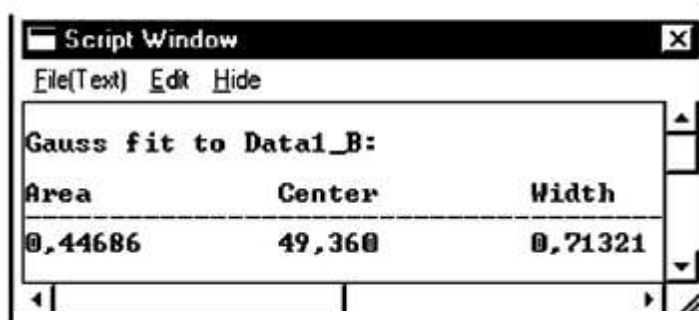 Script Window
File(Text) Edit Hide
Gauss fit to Data1_B:
Area Center Width
0,44686 49,360 0,71321